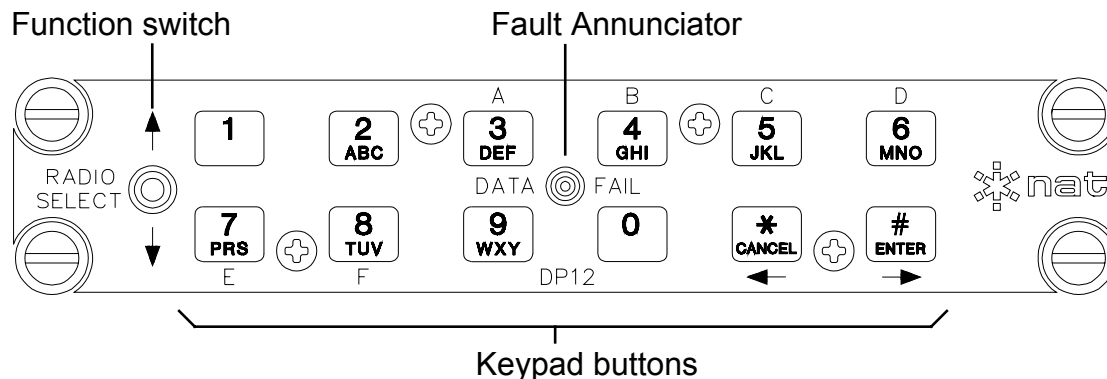 Function switch
Fault Annunciator
A B C D
1 2 3 4 5 6
ABC DEF GHI JKL MNO
RADIO
SELECT
DATA FAIL
nat
7 8 9 0 * #
PRS TUV WXY CANCEL ENTER
E F DP12
Keypad buttons